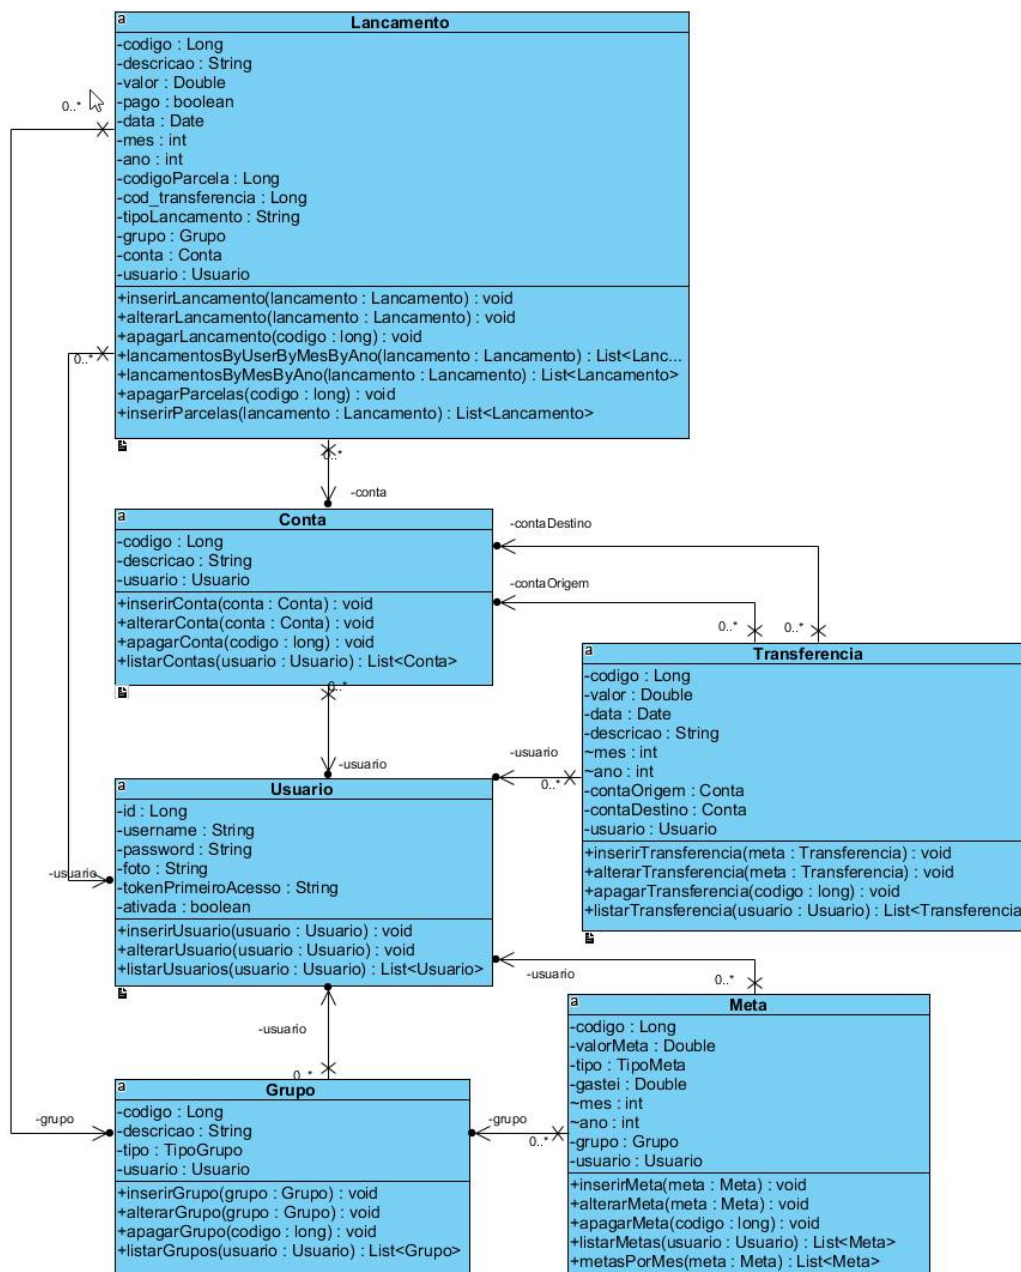 a
Lancamento
-codigo : Long
-descricao : String
-valor : Double
-pago : boolean
-data : Date
-mes : int
-ano : int
-codigoParcela : Long
-cod_transferencia : Long
-tipoLancamento : String
-grupo : Grupo
-conta : Conta
-usuario : Usuario
+inserirLancamento(lancamento : Lancamento) : void
+alterarLancamento(lancamento : Lancamento) : void
+apagarLancamento(codigo : long) : void
+lancamentosByUserByMesByAno(lancamento : Lancamento) : List<Lanc...
+lancamentosByMesByAno(lancamento : Lancamento) : List<Lancamento>
+apagarParcelas(codigo : long) : void
+inserirParcelas(lancamento : Lancamento) : List<Lancamento>
0..*
0..*
0..*
-conta
a
Conta
-codigo : Long
-descricao : String
-usuario : Usuario
+inserirConta(conta : Conta) : void
+alterarConta(conta : Conta) : void
+apagarConta(codigo : long) : void
+listarContas(usuario : Usuario) : List<Conta>
-contaDestino
-contaOrigem
0..*
0..*
0..*
-usuario
a
Transferencia
-codigo : Long
-valor : Double
-data : Date
-descricao : String
~mes : int
~ano : int
-contaOrigem : Conta
-contaDestino : Conta
-usuario : Usuario
+inserirTransferencia(meta : Transferencia) : void
+alterarTransferencia(meta : Transferencia) : void
+apagarTransferencia(codigo : long) : void
+listarTransferencia(usuario : Usuario) : List<Transferencia
-usuario
0..*
a
Usuario
-id : Long
-username : String
-password : String
-foto : String
-tokenPrimeiroAcesso : String
-ativada : boolean
+inserirUsuario(usuario : Usuario) : void
+alterarUsuario(usuario : Usuario) : void
+listarUsuarios(usuario : Usuario) : List<Usuario>
-usuario
-usuario
0..*
-usuario
0..*
a
Meta
-codigo : Long
-valorMeta : Double
-tipo : TipoMeta
-gastei : Double
~mes : int
~ano : int
-grupo : Grupo
-usuario : Usuario
+inserirMeta(meta : Meta) : void
+alterarMeta(meta : Meta) : void
+apagarMeta(codigo : long) : void
+listarMetas(usuario : Usuario) : List<Meta>
+metasPorMes(meta : Meta) : List<Meta>
-grupo
0..*
-grupo
a
Grupo
-codigo : Long
-descricao : String
-tipo : TipoGrupo
-usuario : Usuario
+inserirGrupo(grupo : Grupo) : void
+alterarGrupo(grupo : Grupo) : void
+apagarGrupo(codigo : long) : void
+listarGrupos(usuario : Usuario) : List<Grupo>